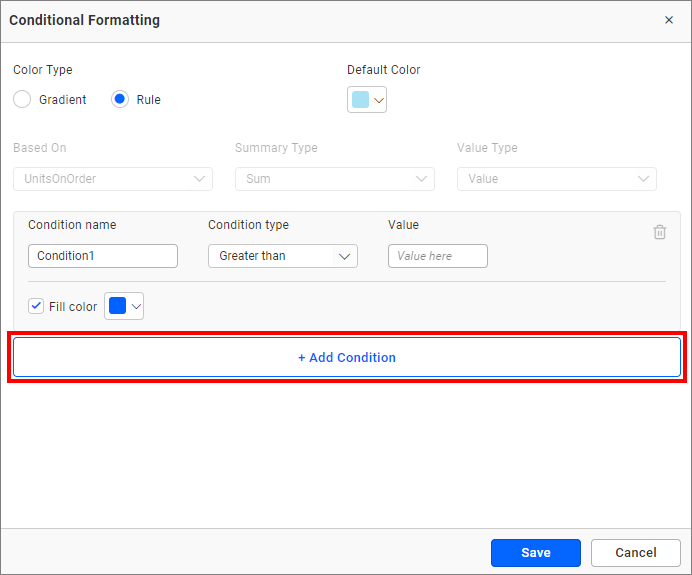 Conditional Formatting
Color Type
Default Color
Gradient
Rule
Based On
Summary Type
Value Type
UnitsOnOrder
Sum
Value
Condition name
Condition type
Value
Condition1
Greater than
Value here
Fill color
+ Add Condition
Save
Cancel